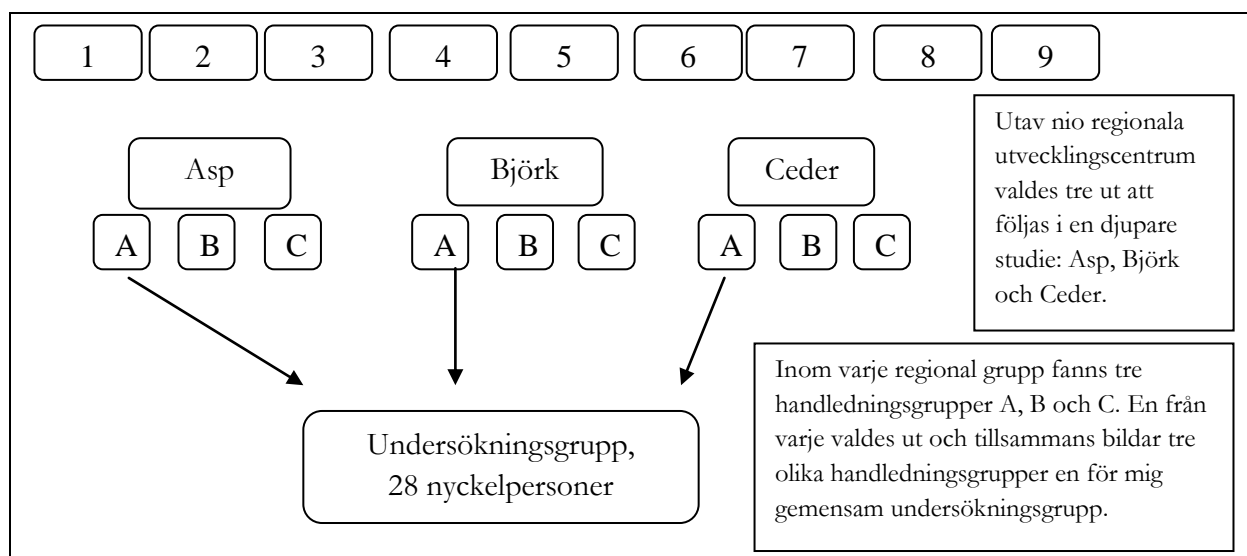 1 2 3 4 5 6 7 8 9
Asp Björk Ceder
A B C A B C A B C
Utav nio regionala
utvecklingscentrum
valdes tre ut att
följas i en djupare
studie: Asp, Björk
och Ceder.
Undersökningsgrupp,
28 nyckelpersoner
Inom varje regional grupp fanns tre
handledningsgrupper A, B och C. En från
varje valdes ut och tillsammans bildar tre
olika handledningsgrupper en för mig
gemensam undersökningsgrupp.